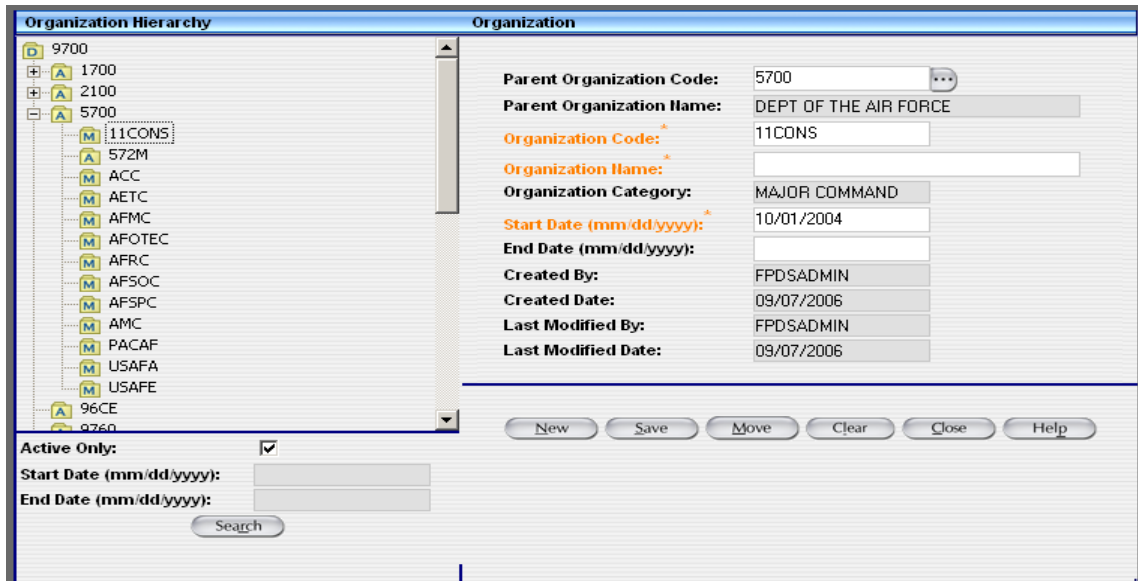 Organization Hierarchy
D 9700
A 1700
A 2100
A 5700
M 11CONS
A 572M
M ACC
M AETC
M AFMC
M AFOTEC
M AFRC
M AFSOC
M AFSPC
M AMC
M PACAF
M USAFA
M USAFE
A 96CE
9760
Active Only:
Start Date (mm/dd/yyyy):
End Date (mm/dd/yyyy):
Search
Organization
Parent Organization Code: 5700 ...
Parent Organization Name: DEPT OF THE AIR FORCE
Organization Code:* 11CONS
Organization Name:*
Organization Category: MAJOR COMMAND
Start Date (mm/dd/yyyy):* 10/01/2004
End Date (mm/dd/yyyy):
Created By: FPDSADMIN
Created Date: 09/07/2006
Last Modified By: FPDSADMIN
Last Modified Date: 09/07/2006
New Save Move Clear Close Help